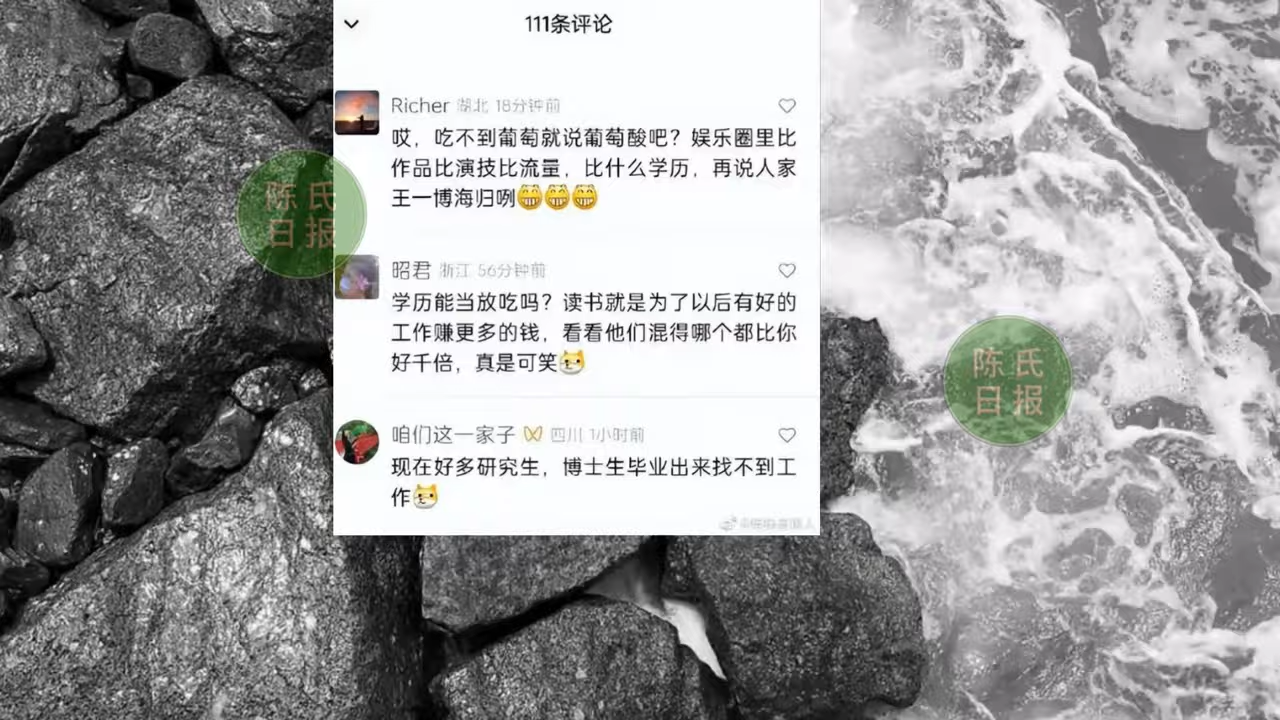 111条评论
Richer 湖北 18分钟前
哎，吃不到葡萄就说葡萄酸吧？娱乐圈里比
作品比演技比流量，比什么学历，再说人家
王一博海归咧
陈氏
日报
昭君 浙江 56分钟前
学历能当放吃吗？读书就是为了以后有好的
工作赚更多的钱，看看他们混得哪个都比你
好千倍，真是可笑
陈氏
日报
咱们这一家子 四川 1小时前
现在好多研究生，博士生毕业出来找不到工
作